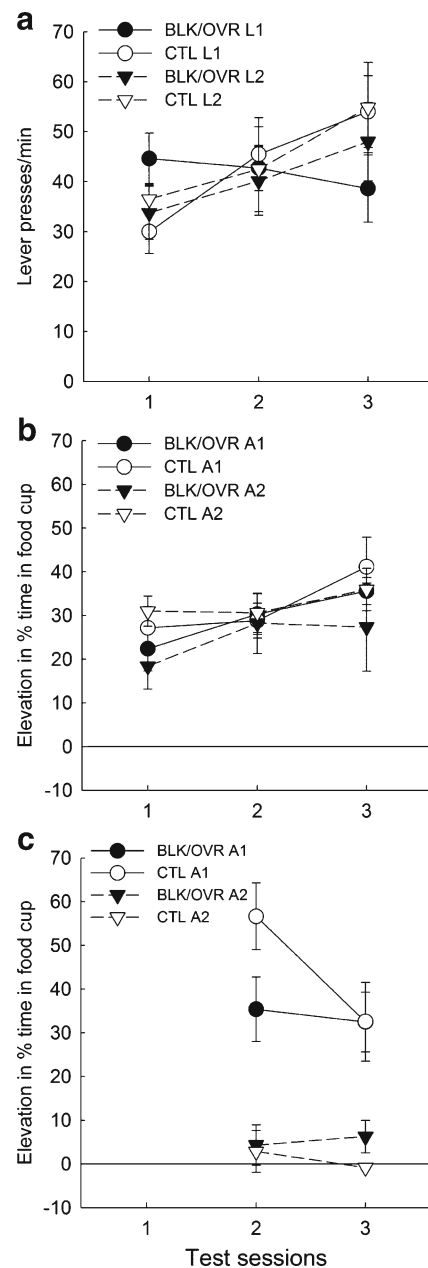 a
70
60
50
40
30
20
10
0
Lever presses/min
BLK/OVR L1
CTL L1
BLK/OVR L2
CTL L2
1 2 3
b
70
60
50
40
30
20
10
0
-10
Elevation in % time in food cup
BLK/OVR A1
CTL A1
BLK/OVR A2
CTL A2
1 2 3
c
70
60
50
40
30
20
10
0
-10
Elevation in % time in food cup
BLK/OVR A1
CTL A1
BLK/OVR A2
CTL A2
1 2 3
Test sessions